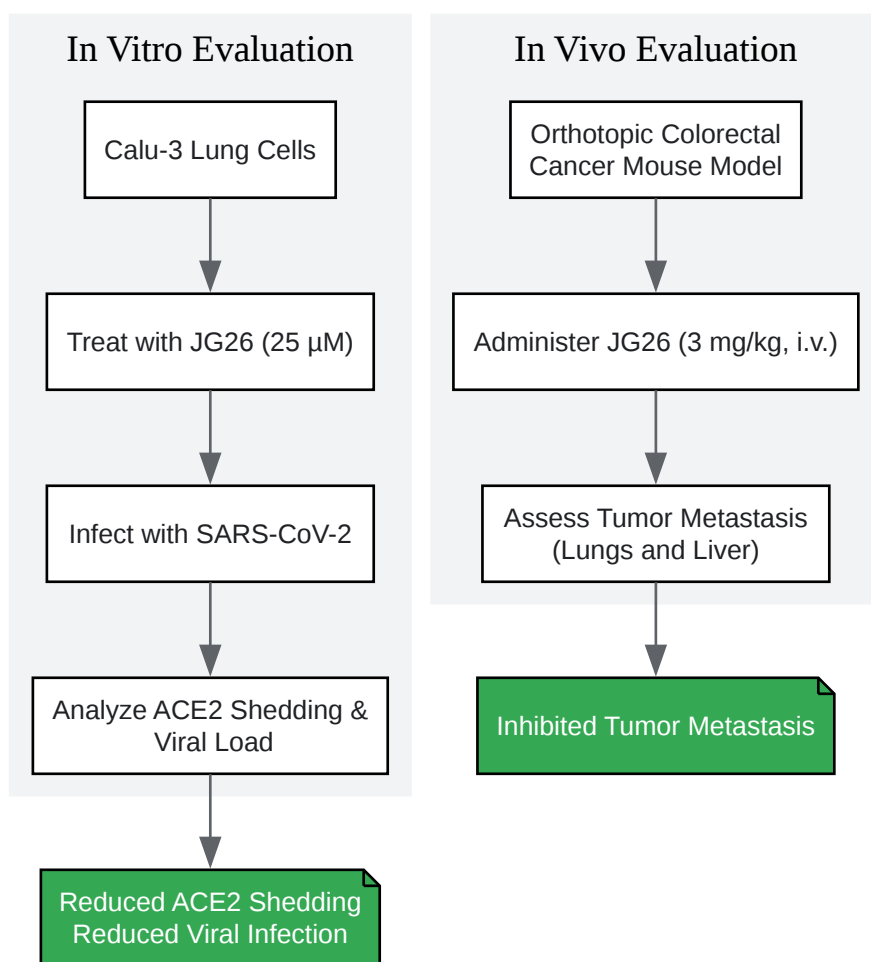 In Vitro Evaluation
Calu-3 Lung Cells
Treat with JG26 (25 µM)
Infect with SARS-CoV-2
Analyze ACE2 Shedding &
Viral Load
Reduced ACE2 Shedding
Reduced Viral Infection
In Vivo Evaluation
Orthotopic Colorectal
Cancer Mouse Model
Administer JG26 (3 mg/kg, i.v.)
Assess Tumor Metastasis
(Lungs and Liver)
Inhibited Tumor Metastasis